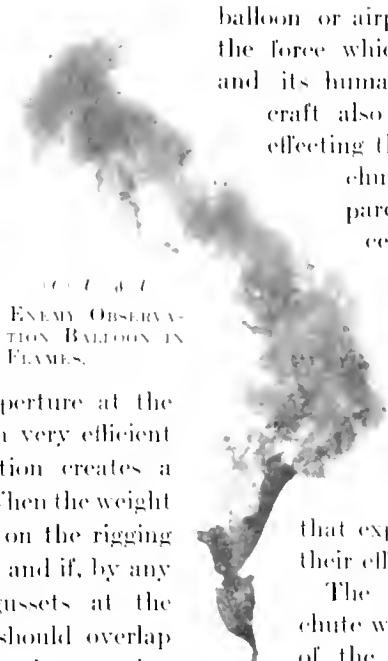 balloon or airp
the force whic
and its huma
craft also
effecting th
chu
par
ce
ENEMY OBSERVA-
TION BALLOON IN
FLAMES.
perture at the
n very efficient
tion creates a
When the weight
on the rigging
and if, by any
gussets at the
should overlap
that exp
their eff
The
chute w
of the